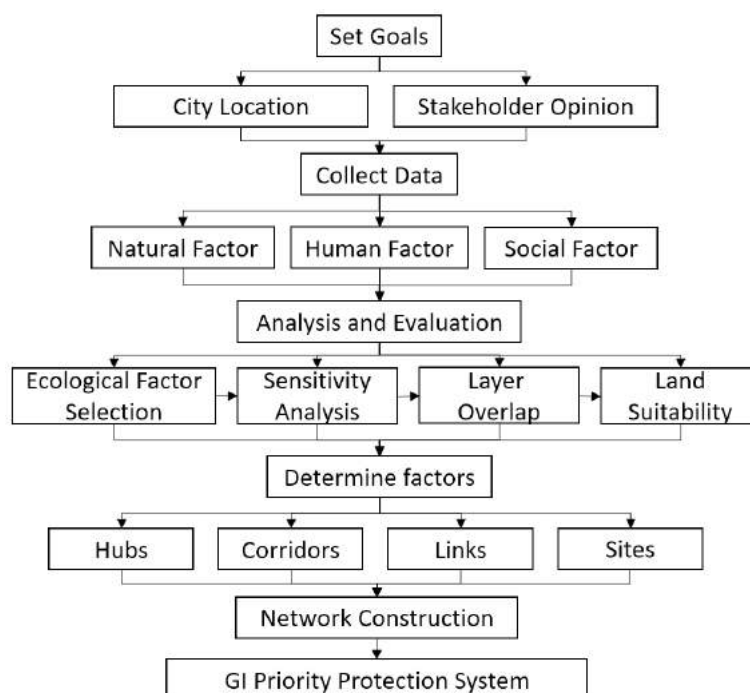 Set Goals
City Location
Stakeholder Opinion
Collect Data
Natural Factor
Human Factor
Social Factor
Analysis and Evaluation
Ecological Factor
Selection
Sensitivity
Analysis
Layer
Overlap
Land
Suitability
Determine factors
Hubs
Corridors
Links
Sites
Network Construction
GI Priority Protection System